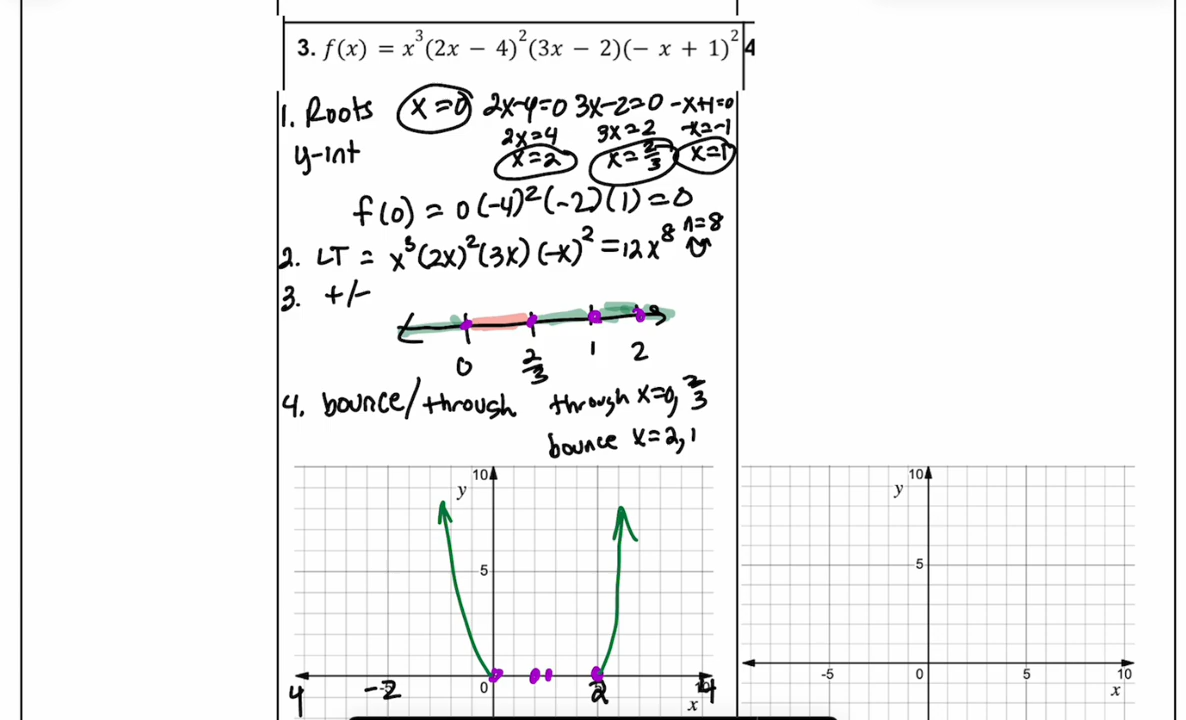 3. f(x) = x³(2x − 4)²(3x − 2)(− x + 1)² 4
1. Roots x=0 2x-4=0 3x-2=0 -x+1=0
2x=4 3x=2 -x=-1
y-int x=2 x=2/3 x=1
f(0) = 0(-4)²(-2)(1)=0
2. LT = x³(2x)²(3x)(-x)²=12x⁸ n=8
3. +/-
0 2/3 1 2
4. bounce/through through x=0, 2/3
bounce x=2,1
10 y
5
4 -2 0 2 4
x
10 y
5
-5 0 5 10
x